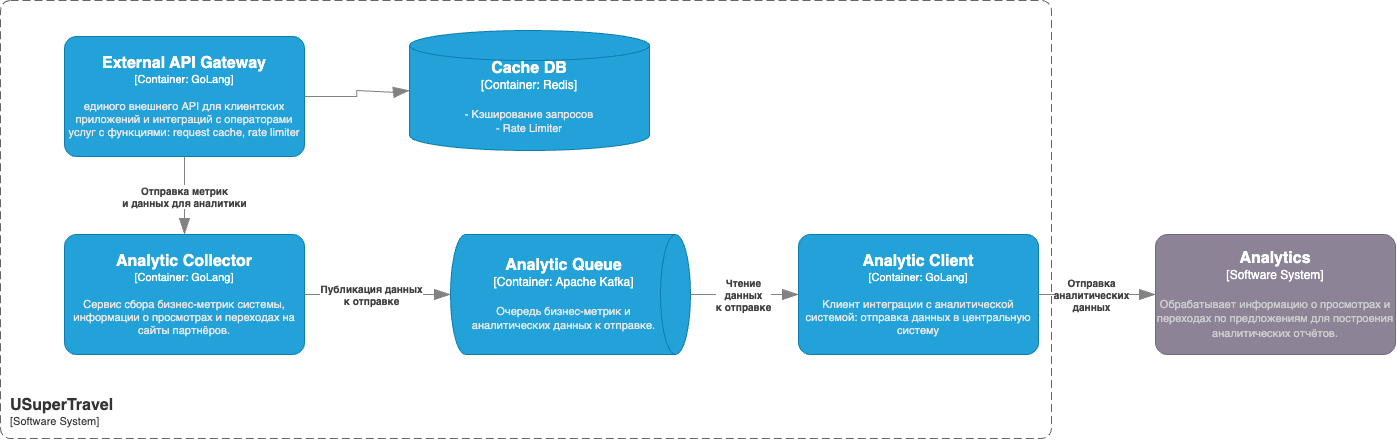 External API Gateway
[Container: GoLang]
единого внешнего API для клиентских
приложений и интеграций с операторами
услуг с функциями: request cache, rate limiter
Cache DB
[Container: Redis]
- Кэширование запросов
- Rate Limiter
Отправка метрик
и данных для аналитики
Analytic Collector
[Container: GoLang]
Сервис сбора бизнес-метрик системы,
информации о просмотрах и переходах на
сайты партнёров.
Публикация данных
к отправке
Analytic Queue
[Container: Apache Kafka]
Очередь бизнес-метрик и
аналитических данных к отправке.
Чтение
данных
к отправке
Analytic Client
[Container: GoLang]
Клиент интеграции с аналитической
системой: отправка данных в центральную
систему
Отправка
аналитических
данных
Analytics
[Software System]
Обрабатывает информацию о просмотрах и
переходах по предложениям для построения
аналитических отчётов.
USuperTravel
[Software System]